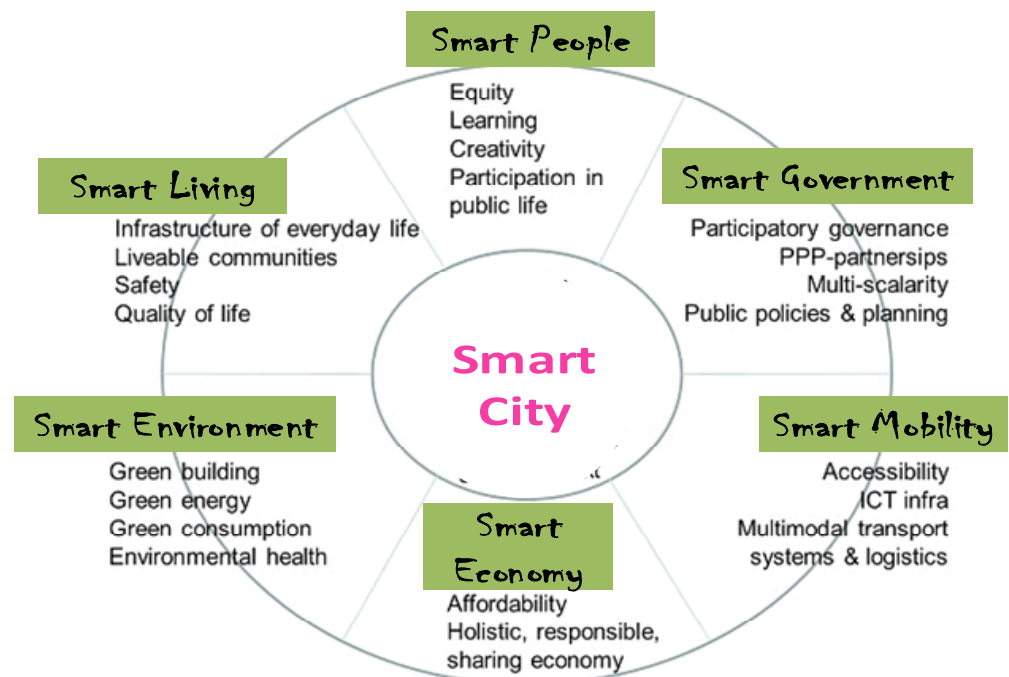 Smart People
Equity
Learning
Creativity
Participation in
public life
Smart Living
Infrastructure of everyday life
Liveable communities
Safety
Quality of life
Smart Government
Participatory governance
PPP-partnersips
Multi-scalarity
Public policies & planning
Smart
City
Smart Environment
Green building
Green energy
Green consumption
Environmental health
Smart Mobility
Accessibility
ICT infra
Multimodal transport
systems & logistics
Smart
Economy
Affordability
Holistic, responsible,
sharing economy